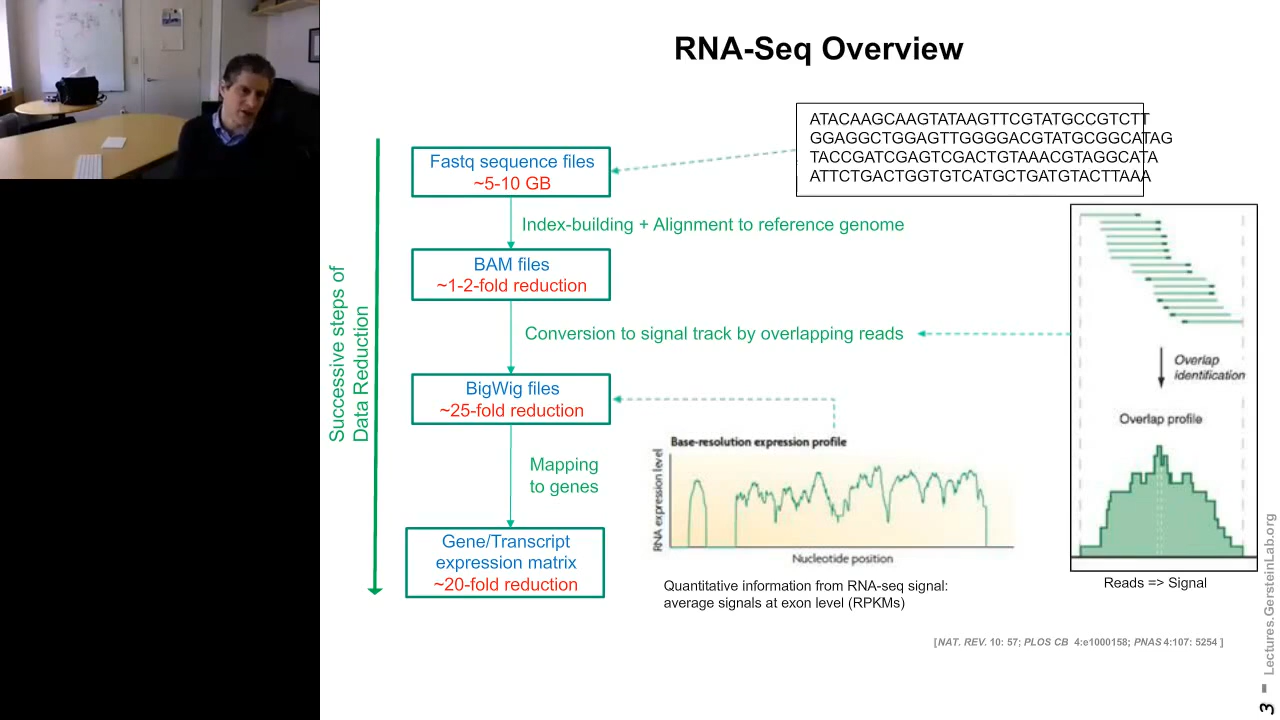 RNA-Seq Overview
ATACAAGCAAGTATAAGTTCGTATGCCGTCTT
GGAGGCTGGAGTTGGGGACGTATGCGGCATAG
TACCGATCGAGTCGACTGTAAACGTAGGCATA
ATTCTGACTGGTGTCATGCTGATGTACTTAAA
Fastq sequence files
~5-10 GB
Index-building + Alignment to reference genome
BAM files
~1-2-fold reduction
Conversion to signal track by overlapping reads
BigWig files
~25-fold reduction
Mapping
to genes
Gene/Transcript
expression matrix
~20-fold reduction
Successive steps of
Data Reduction
Base-resolution expression profile
RNA expression level
Nucleotide position
Quantitative information from RNA-seq signal:
average signals at exon level (RPKMs)
Overlap
identification
Overlap profile
Reads => Signal
[NAT. REV. 10: 57; PLOS CB 4:e1000158; PNAS 4:107: 5254 ]
3 - Lectures.GersteinLab.org